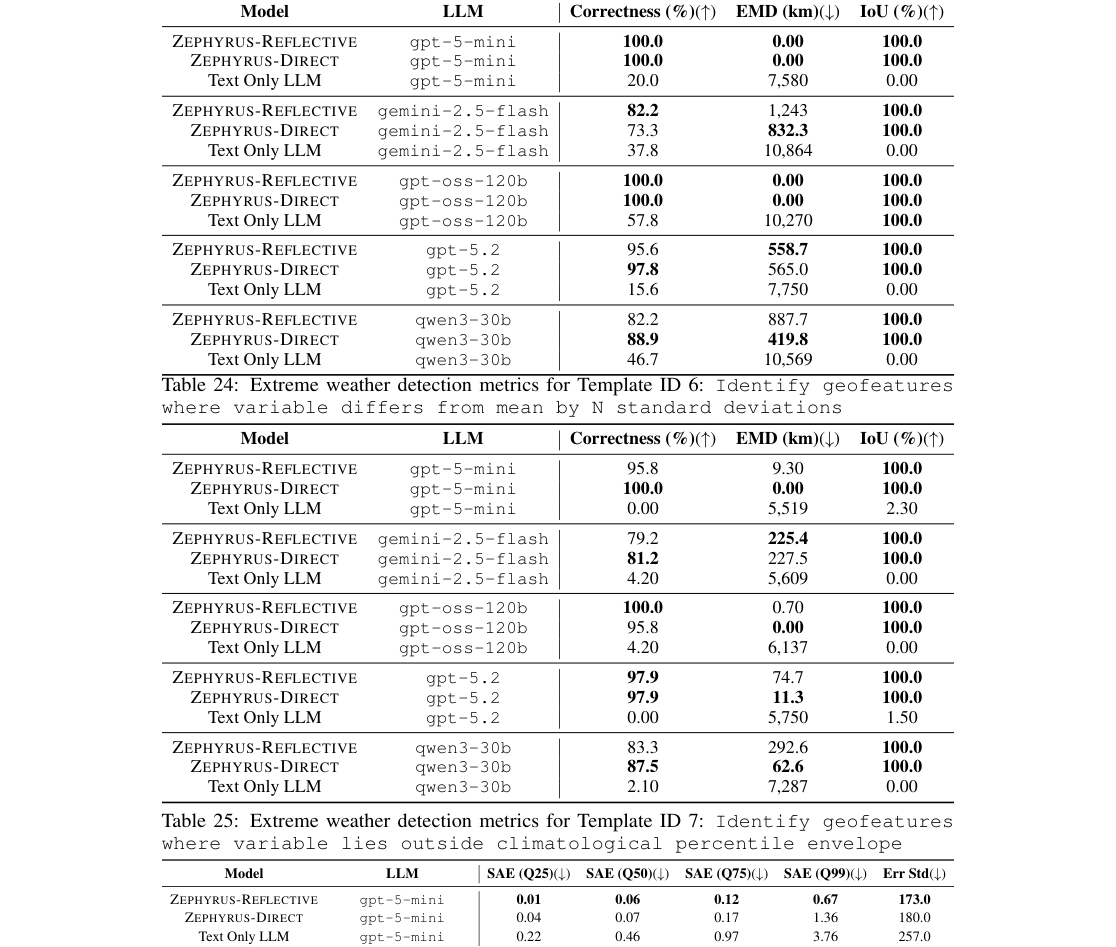 Model LLM Correctness (%)(↑) EMD (km)(↓) IoU (%)(↑)
ZEPHYRUS-REFLECTIVE gpt-5-mini 100.0 0.00 100.0
ZEPHYRUS-DIRECT gpt-5-mini 100.0 0.00 100.0
Text Only LLM gpt-5-mini 20.0 7,580 0.00
ZEPHYRUS-REFLECTIVE gemini-2.5-flash 82.2 1,243 100.0
ZEPHYRUS-DIRECT gemini-2.5-flash 73.3 832.3 100.0
Text Only LLM gemini-2.5-flash 37.8 10,864 0.00
ZEPHYRUS-REFLECTIVE gpt-oss-120b 100.0 0.00 100.0
ZEPHYRUS-DIRECT gpt-oss-120b 100.0 0.00 100.0
Text Only LLM gpt-oss-120b 57.8 10,270 100.0
ZEPHYRUS-REFLECTIVE gpt-5.2 95.6 558.7 100.0
ZEPHYRUS-DIRECT gpt-5.2 97.8 565.0 100.0
Text Only LLM gpt-5.2 15.6 7,750 0.00
ZEPHYRUS-REFLECTIVE qwen3-30b 82.2 887.7 100.0
ZEPHYRUS-DIRECT qwen3-30b 88.9 419.8 100.0
Text Only LLM qwen3-30b 46.7 10,569 0.00
Table 24: Extreme weather detection metrics for Template ID 6: Identify geofeatures
where variable differs from mean by N standard deviations
Model LLM Correctness (%)(↑) EMD (km)(↓) IoU (%)(↑)
ZEPHYRUS-REFLECTIVE gpt-5-mini 95.8 9.30 100.0
ZEPHYRUS-DIRECT gpt-5-mini 100.0 0.00 100.0
Text Only LLM gpt-5-mini 0.00 5,519 2.30
ZEPHYRUS-REFLECTIVE gemini-2.5-flash 79.2 225.4 100.0
ZEPHYRUS-DIRECT gemini-2.5-flash 81.2 227.5 100.0
Text Only LLM gemini-2.5-flash 4.20 5,609 0.00
ZEPHYRUS-REFLECTIVE gpt-oss-120b 100.0 0.70 100.0
ZEPHYRUS-DIRECT gpt-oss-120b 95.8 0.00 100.0
Text Only LLM gpt-oss-120b 4.20 6,137 0.00
ZEPHYRUS-REFLECTIVE gpt-5.2 97.9 74.7 100.0
ZEPHYRUS-DIRECT gpt-5.2 97.9 11.3 100.0
Text Only LLM gpt-5.2 0.00 5,750 1.50
ZEPHYRUS-REFLECTIVE qwen3-30b 83.3 292.6 100.0
ZEPHYRUS-DIRECT qwen3-30b 87.5 62.6 100.0
Text Only LLM qwen3-30b 2.10 7,287 0.00
Table 25: Extreme weather detection metrics for Template ID 7: Identify geofeatures
where variable lies outside climatological percentile envelope
Model LLM SAE (Q25)(↓) SAE (Q50)(↓) SAE (Q75)(↓) SAE (Q99)(↓) Err Std(↓)
ZEPHYRUS-REFLECTIVE gpt-5-mini 0.01 0.06 0.12 0.67 173.0
ZEPHYRUS-DIRECT gpt-5-mini 0.04 0.07 0.17 1.36 180.0
Text Only LLM gpt-5-mini 0.22 0.46 0.97 3.76 257.0